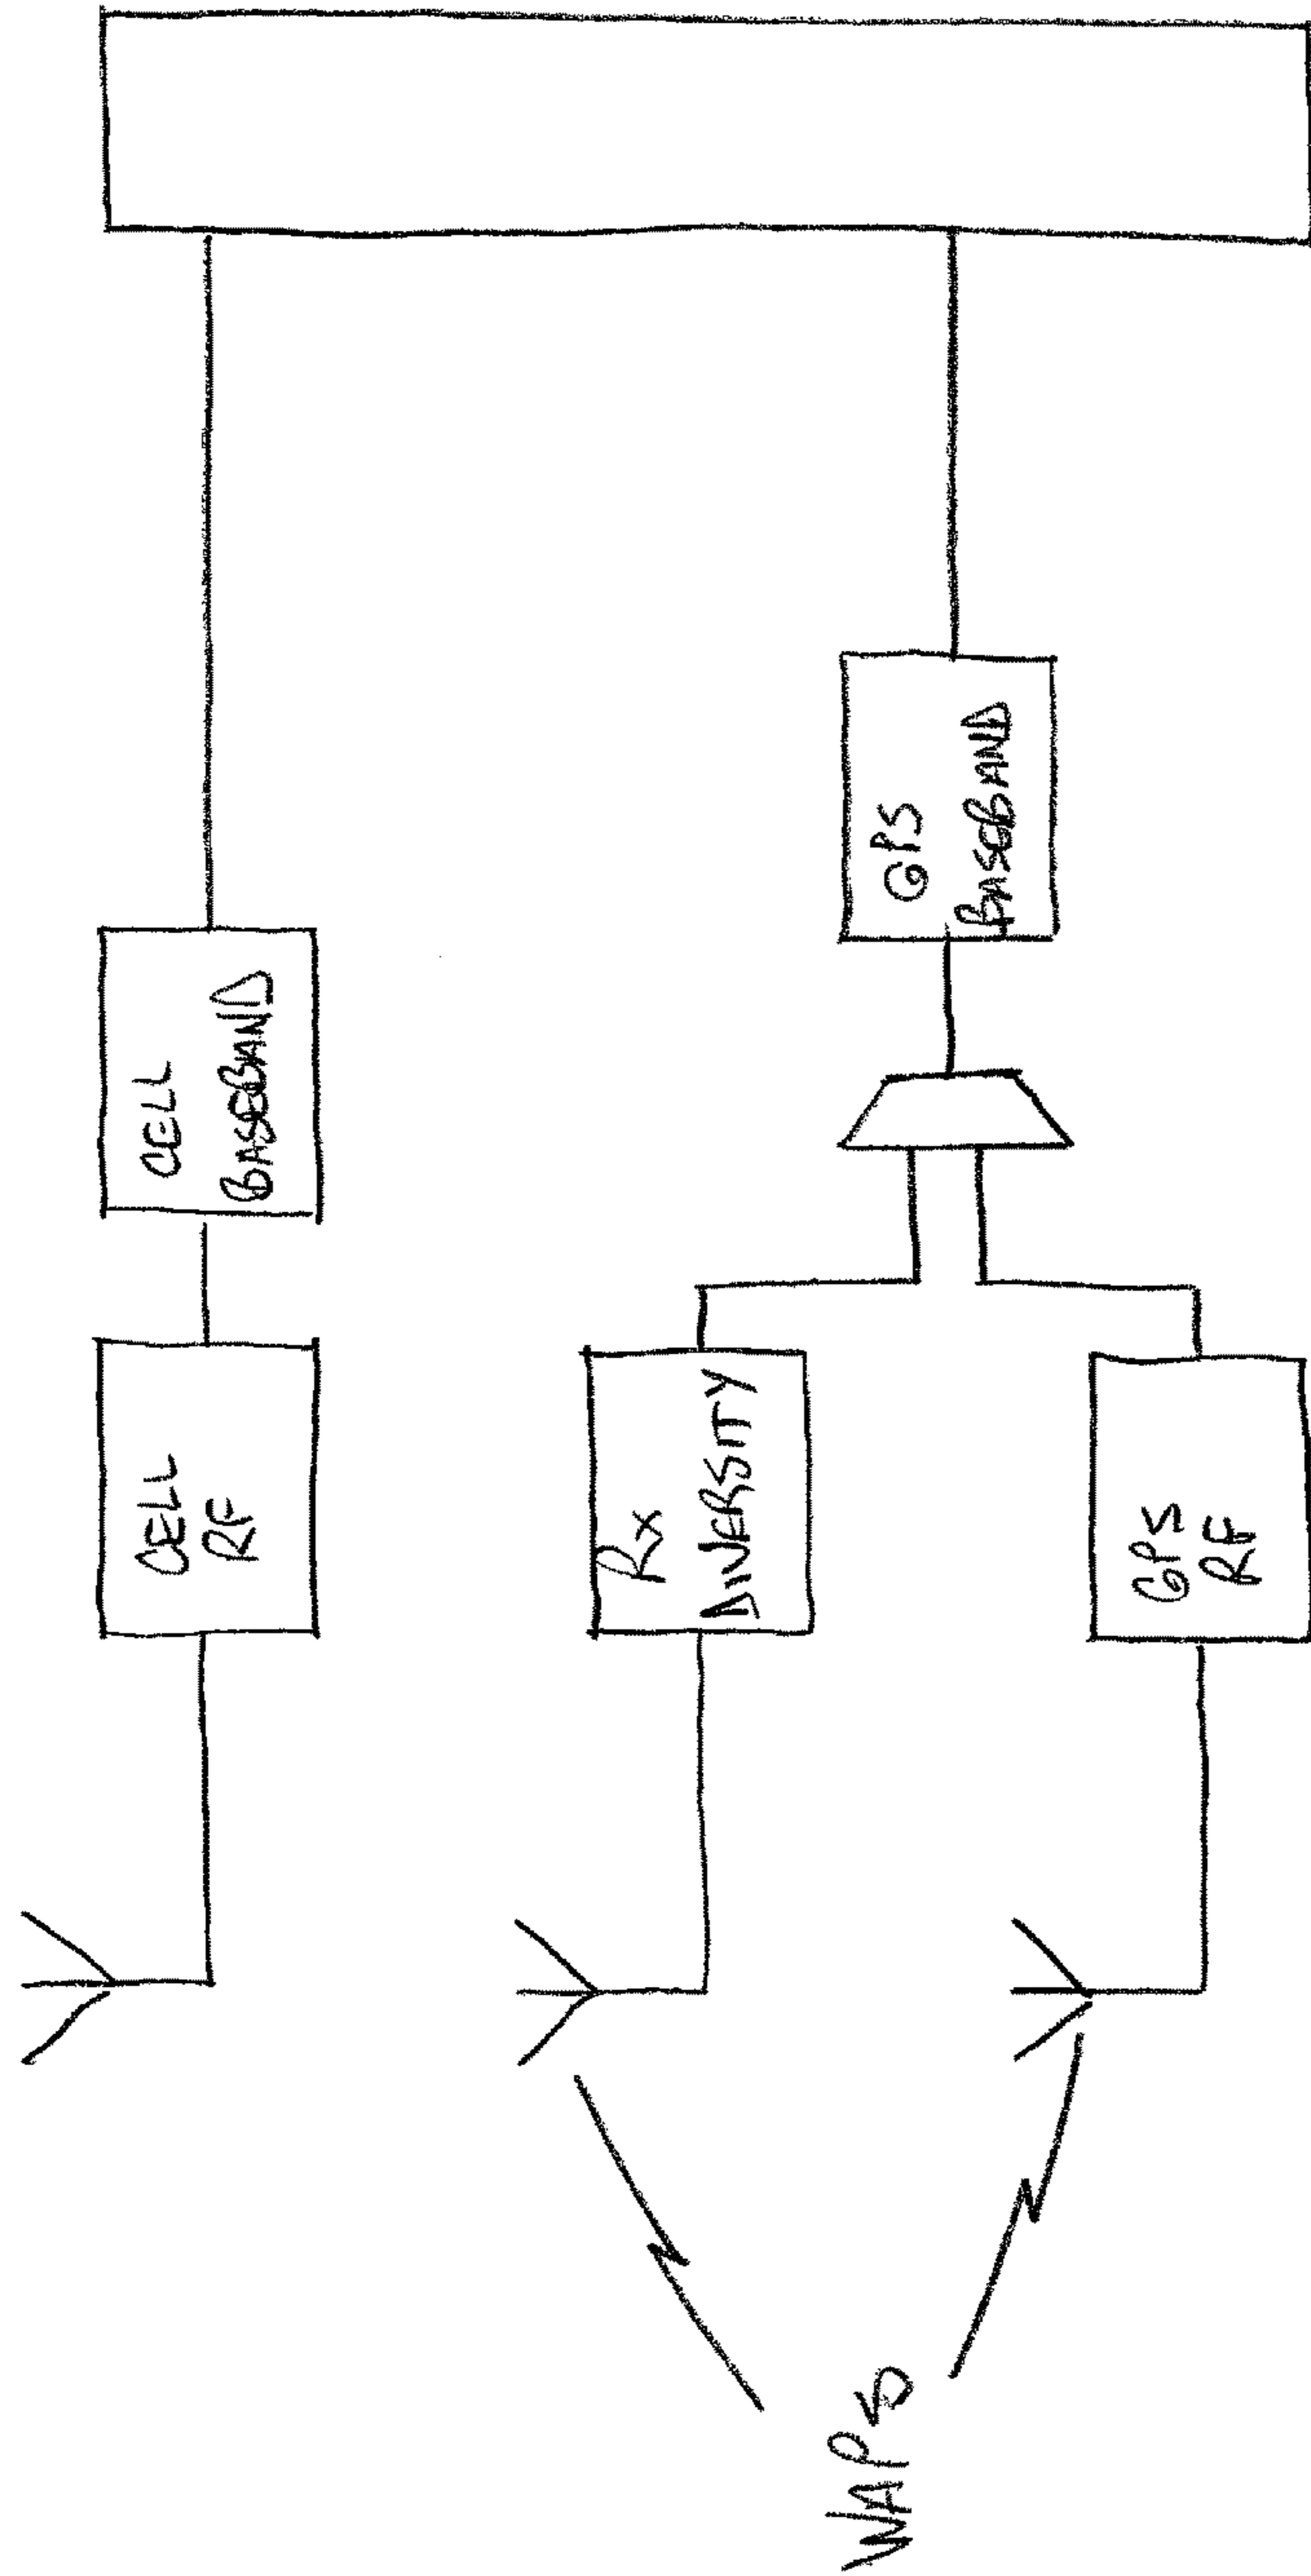 CELL
RF
CELL
BASEBAND
Rx
DIVERSITY
GPS
RF
GPS
BASEBAND
WAPS